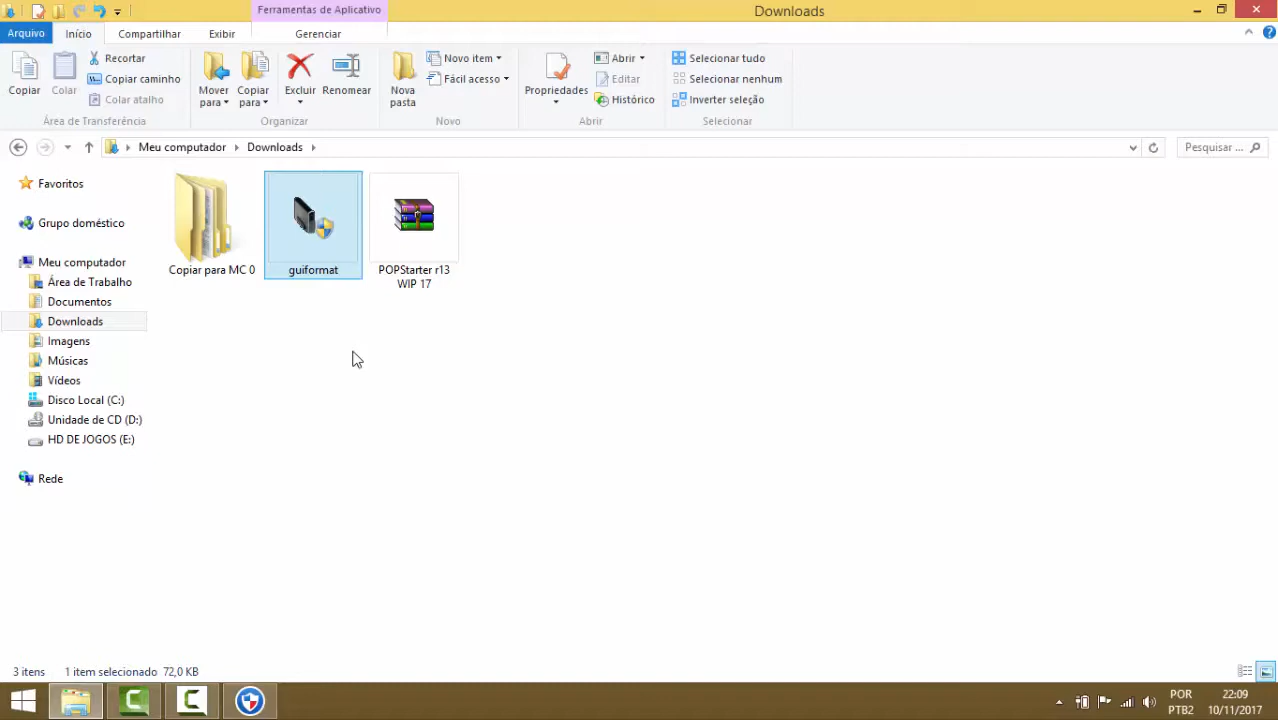 Ferramentas de Aplicativo
Downloads
Arquivo
Início
Compartilhar
Exibir
Gerenciar
Copiar
Colar
Recortar
Copiar caminho
Colar atalho
Área de Transferência
Mover para
Copiar para
Excluir
Renomear
Organizar
Nova pasta
Novo item
Fácil acesso
Novo
Propriedades
Abrir
Editar
Histórico
Abrir
Selecionar tudo
Selecionar nenhum
Inverter seleção
Selecionar
Meu computador
Downloads
Pesquisar ...
Favoritos
Grupo doméstico
Meu computador
Área de Trabalho
Documentos
Downloads
Imagens
Músicas
Vídeos
Disco Local (C:)
Unidade de CD (D:)
HD DE JOGOS (E:)
Rede
Copiar para MC 0
guiformat
POPStarter r13
WIP 17
3 itens
1 item selecionado 72,0 KB
POR
PTB2
22:09
10/11/2017